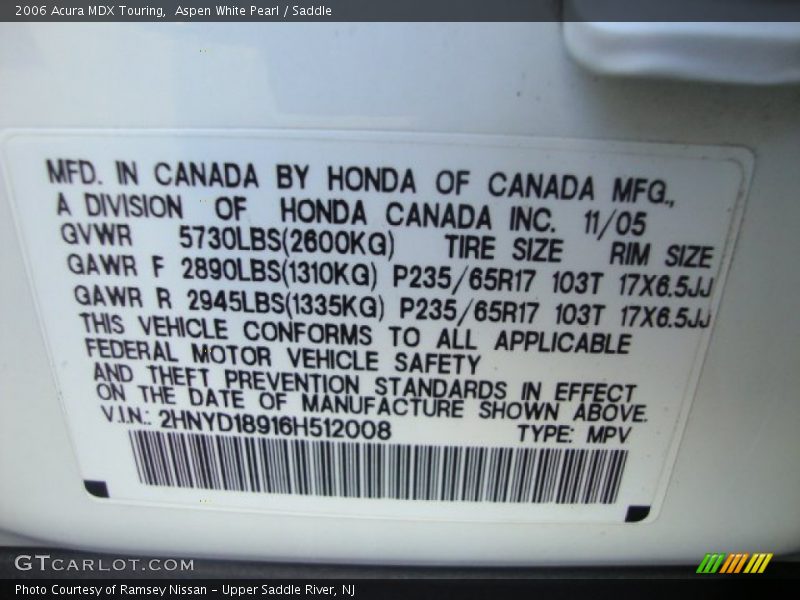 2006 Acura MDX Touring,  Aspen White Pearl / Saddle
MFD. IN CANADA BY HONDA OF CANADA MFG.,
A DIVISION OF HONDA CANADA INC. 11/05
GVWR 5730LBS(2600KG) TIRE SIZE RIM SIZE
GAWR F 2890LBS(1310KG) P235/65R17 103T 17X6.5JJ
GAWR R 2945LBS(1335KG) P235/65R17 103T 17X6.5JJ
THIS VEHICLE CONFORMS TO ALL APPLICABLE
FEDERAL MOTOR VEHICLE SAFETY
AND THEFT PREVENTION STANDARDS IN EFFECT
ON THE DATE OF MANUFACTURE SHOWN ABOVE.
V.I.N.: 2HNYD18916H512008 TYPE: MPV
GTCARLOT.COM
Photo Courtesy of Ramsey Nissan - Upper Saddle River, NJ